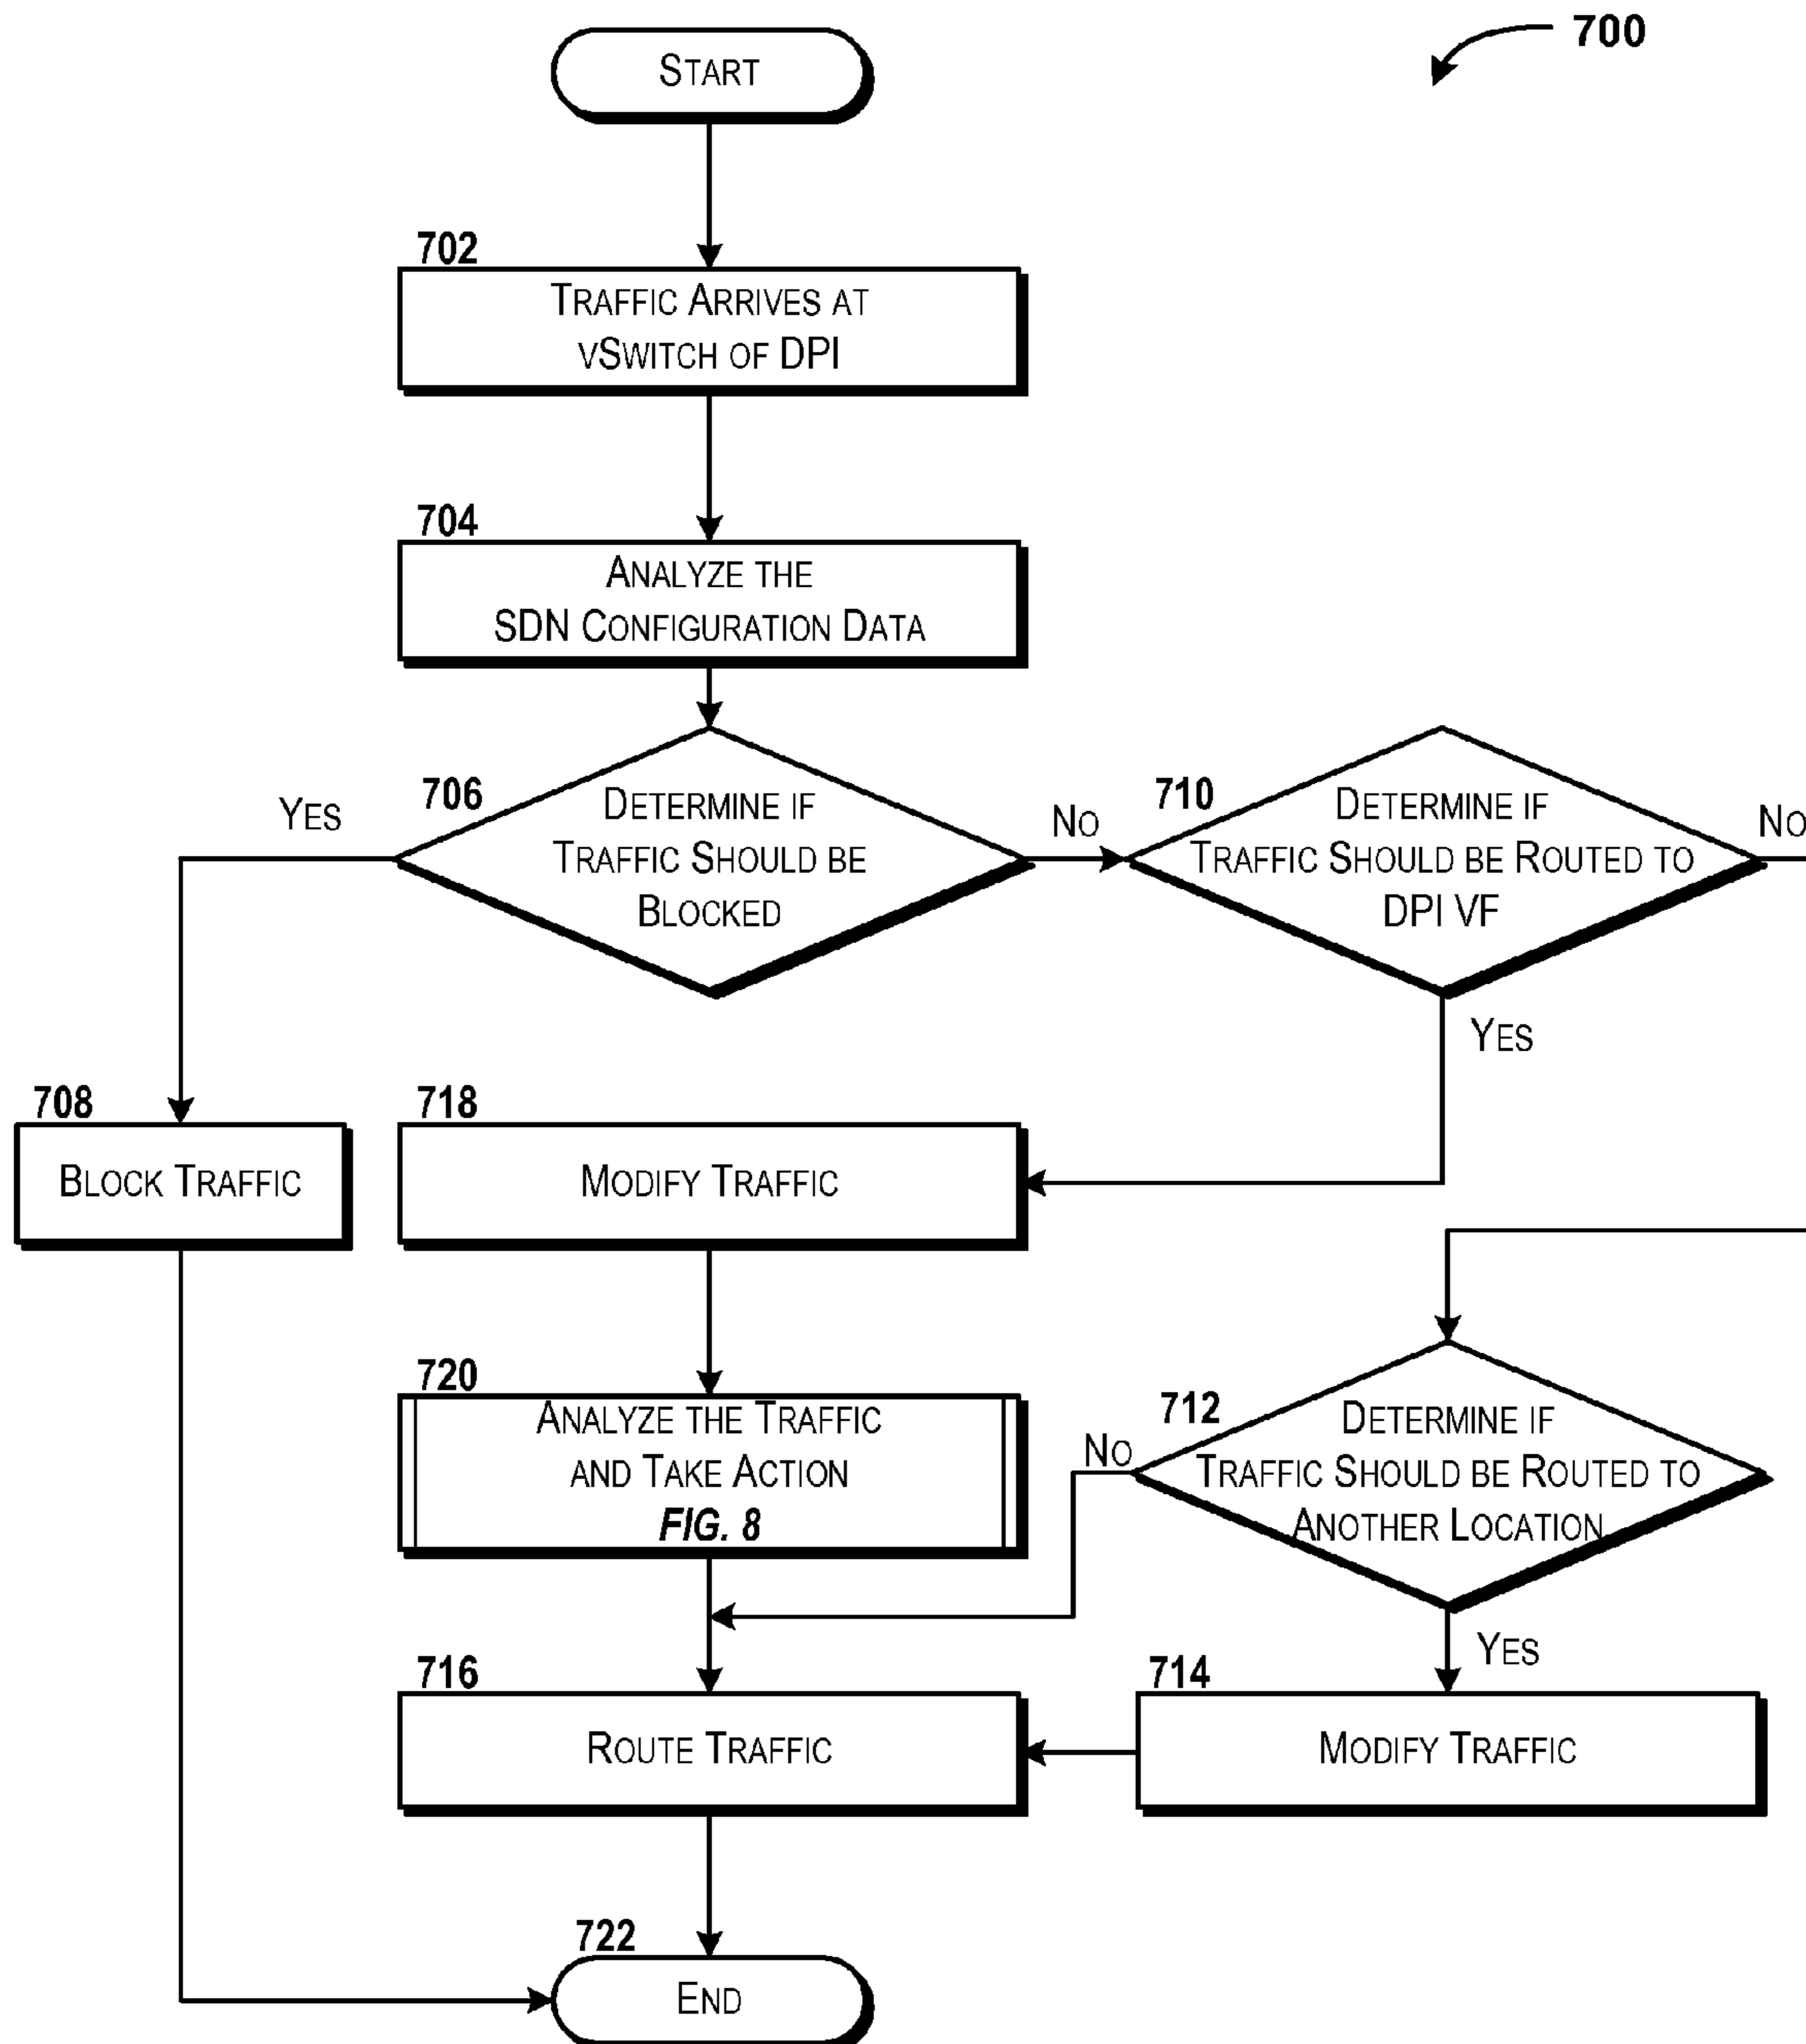 700
START
702
TRAFFIC ARRIVES AT
VSWITCH OF DPI
704
ANALYZE THE
SDN CONFIGURATION DATA
706
DETERMINE IF
TRAFFIC SHOULD BE
BLOCKED
YES
NO
710
DETERMINE IF
TRAFFIC SHOULD BE ROUTED TO
DPI VF
NO
YES
708
BLOCK TRAFFIC
718
MODIFY TRAFFIC
720
ANALYZE THE TRAFFIC
AND TAKE ACTION
FIG. 8
712
DETERMINE IF
TRAFFIC SHOULD BE ROUTED TO
ANOTHER LOCATION
NO
YES
716
ROUTE TRAFFIC
714
MODIFY TRAFFIC
722
END